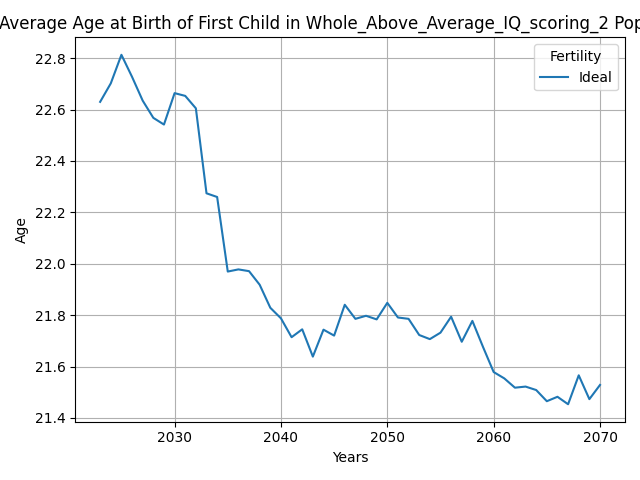 Average Age at Birth of First Child in Whole_Above_Average_IQ_scoring_2 Pop
Fertility
Ideal
22.8
22.6
22.4
22.2
22.0
21.8
21.6
21.4
Age
2030 2040 2050 2060 2070
Years